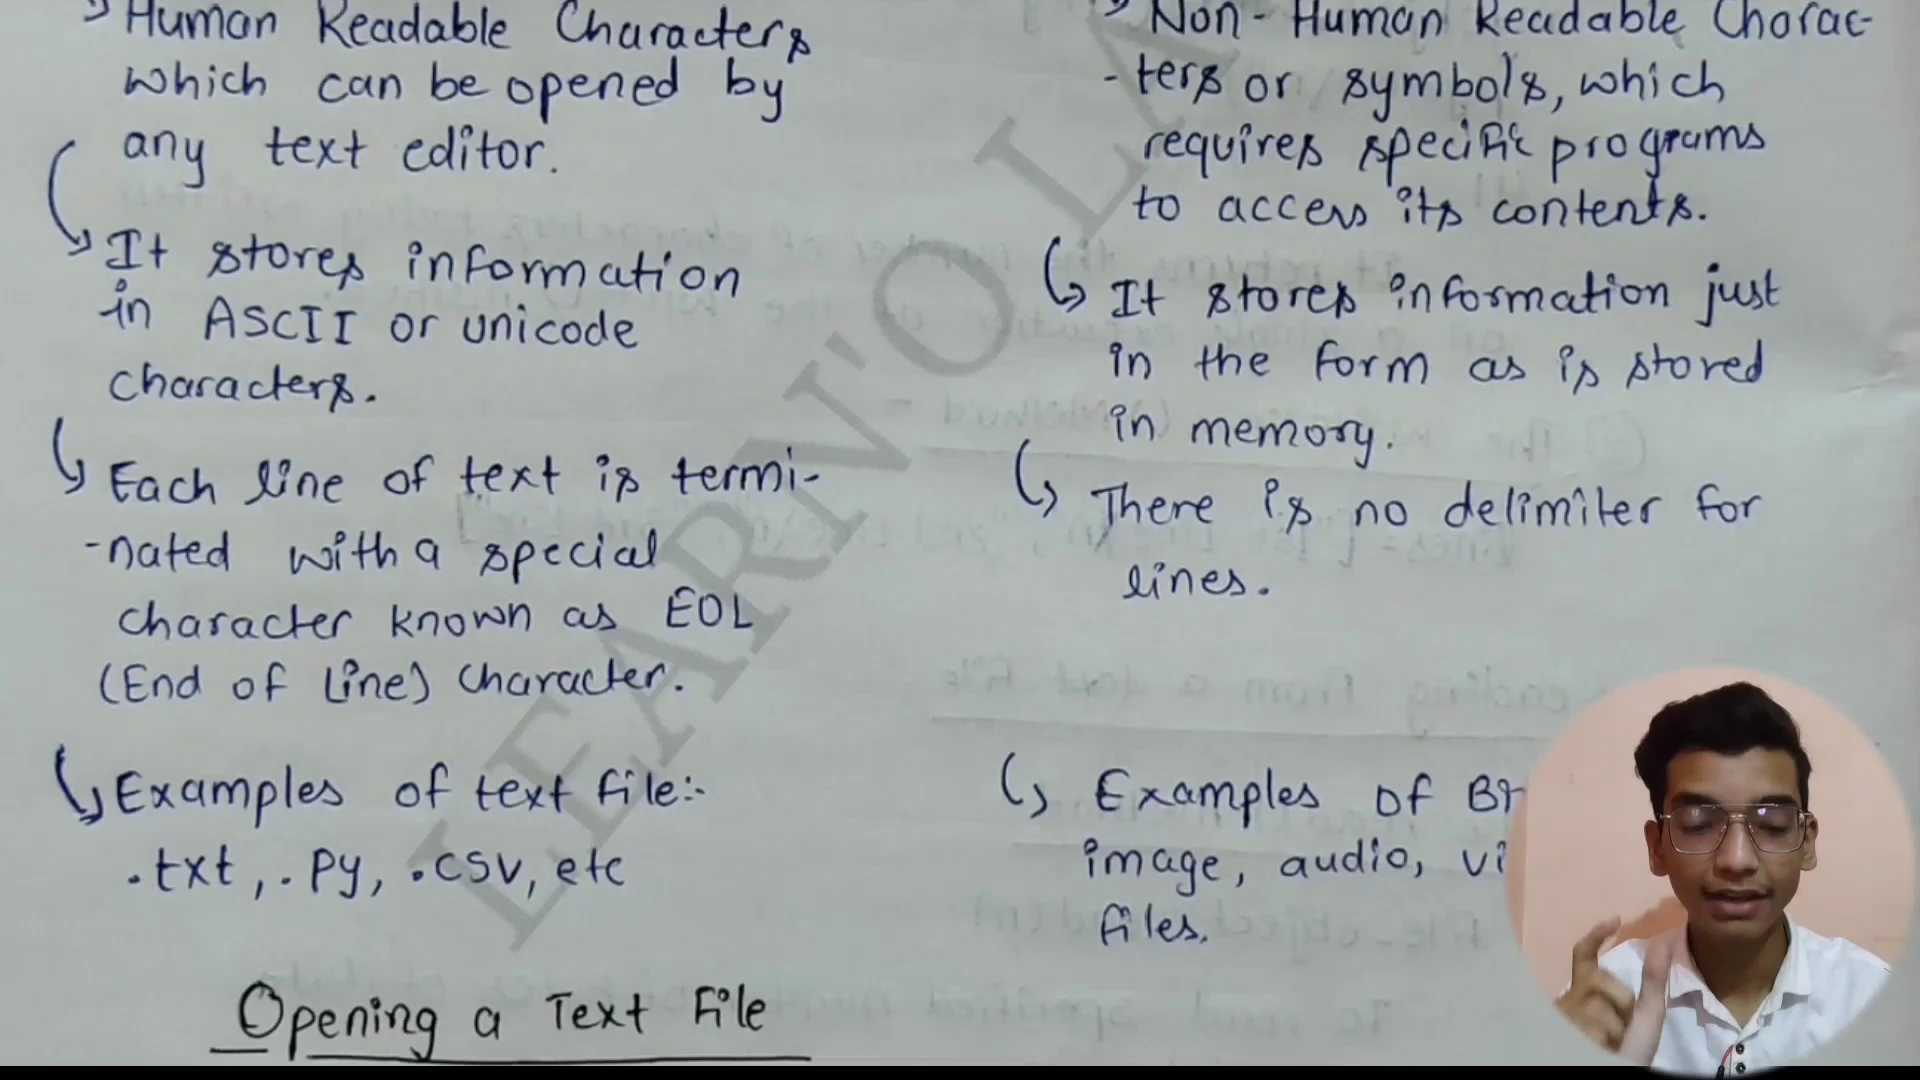 Human Readable Characters
which can be opened by
any text editor.
It stores information
in ASCII or unicode
characters.
Each line of text is termi-
-nated with a special
character known as EOL
(End of Line) Character.
Examples of text file:-
.txt, .py, .csv, etc
Non-Human Readable Charac-
-ters or symbols, which
requires specific programs
to access its contents.
It stores information just
in the form as is stored
in memory.
There is no delimiter for
lines.
Examples of
image, audio,
files.
Opening a Text File
LEARN'O